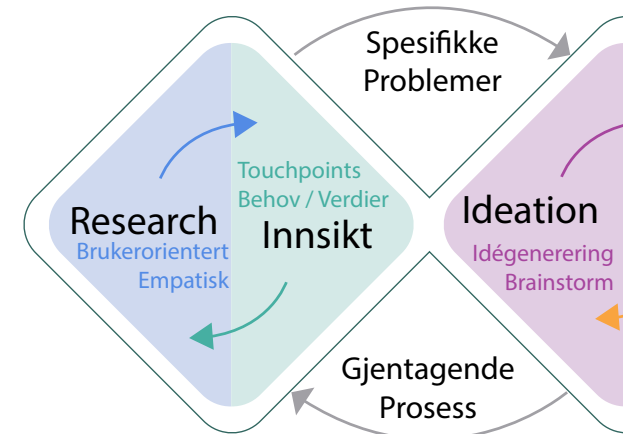 Spesifikke
Problemer
Touchpoints
Behov / Verdier
Research
Innsikt
Brukerorientert
Empatisk
Ideation
Idégenerering
Brainstorm
Gjentagende
Prosess